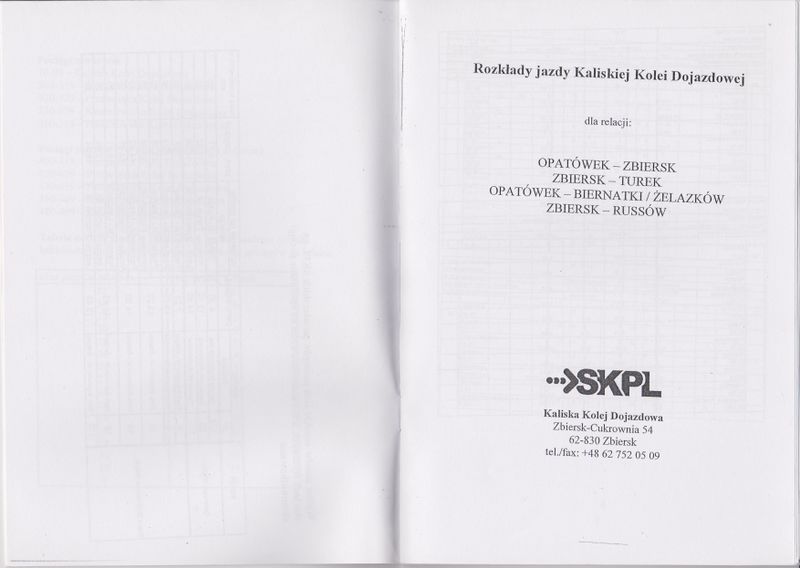 Rozkłady jazdy Kaliskiej Kolei Dojazdowej
dla relacji:
OPATÓWEK – ZBIERSK
ZBIERSK – TUREK
OPATÓWEK – BIERNATKI / ŻELAZKÓW
ZBIERSK – RUSSÓW
SKPL
Kaliska Kolej Dojazdowa
Zbiersk-Cukrownia 54
62-830 Zbiersk
tel./fax: +48 62 752 05 09